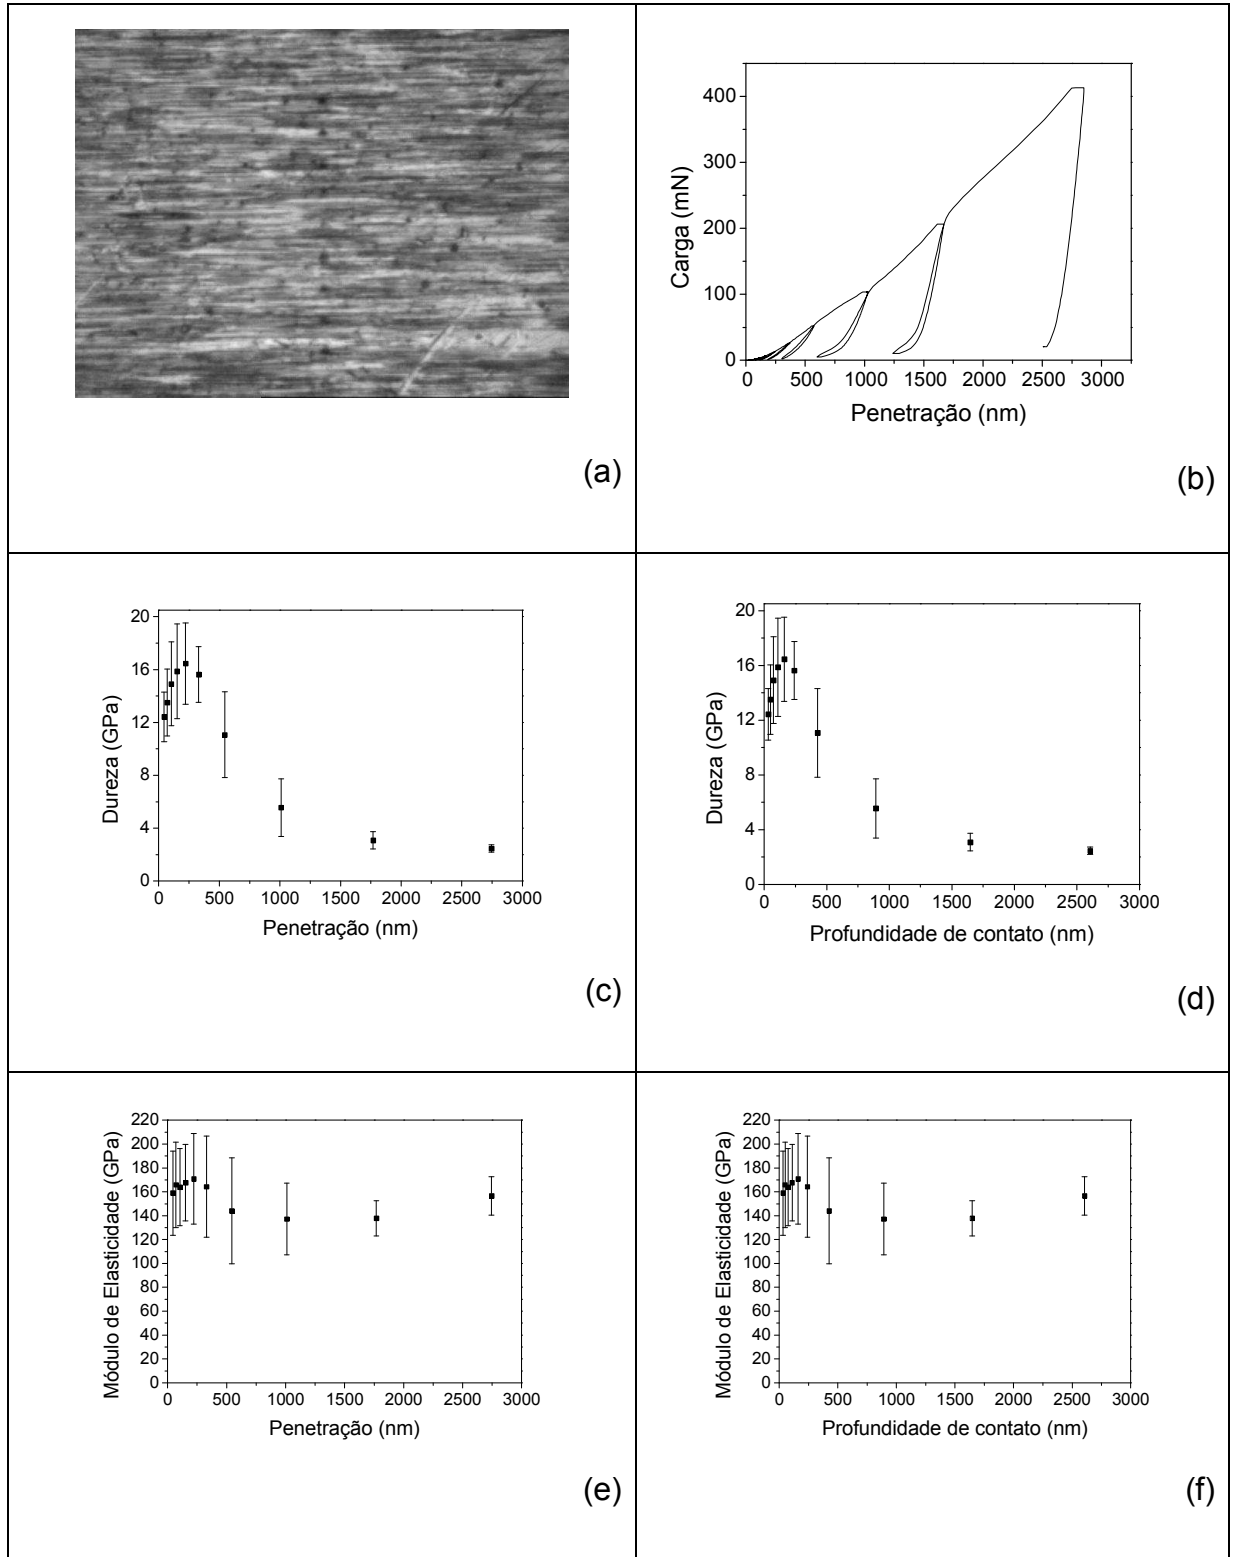 400
300
200
100
0
Carga (mN)
0 500 1000 1500 2000 2500 3000
Penetração (nm)
(a)
(b)
20
16
12
8
4
0
Dureza (GPa)
0 500 1000 1500 2000 2500 3000
Penetração (nm)
(c)
20
16
12
8
4
0
Dureza (GPa)
0 500 1000 1500 2000 2500 3000
Profundidade de contato (nm)
(d)
220
200
180
160
140
120
100
80
60
40
20
0
Módulo de Elasticidade (GPa)
0 500 1000 1500 2000 2500 3000
Penetração (nm)
(e)
220
200
180
160
140
120
100
80
60
40
20
0
Módulo de Elasticidade (GPa)
0 500 1000 1500 2000 2500 3000
Profundidade de contato (nm)
(f)